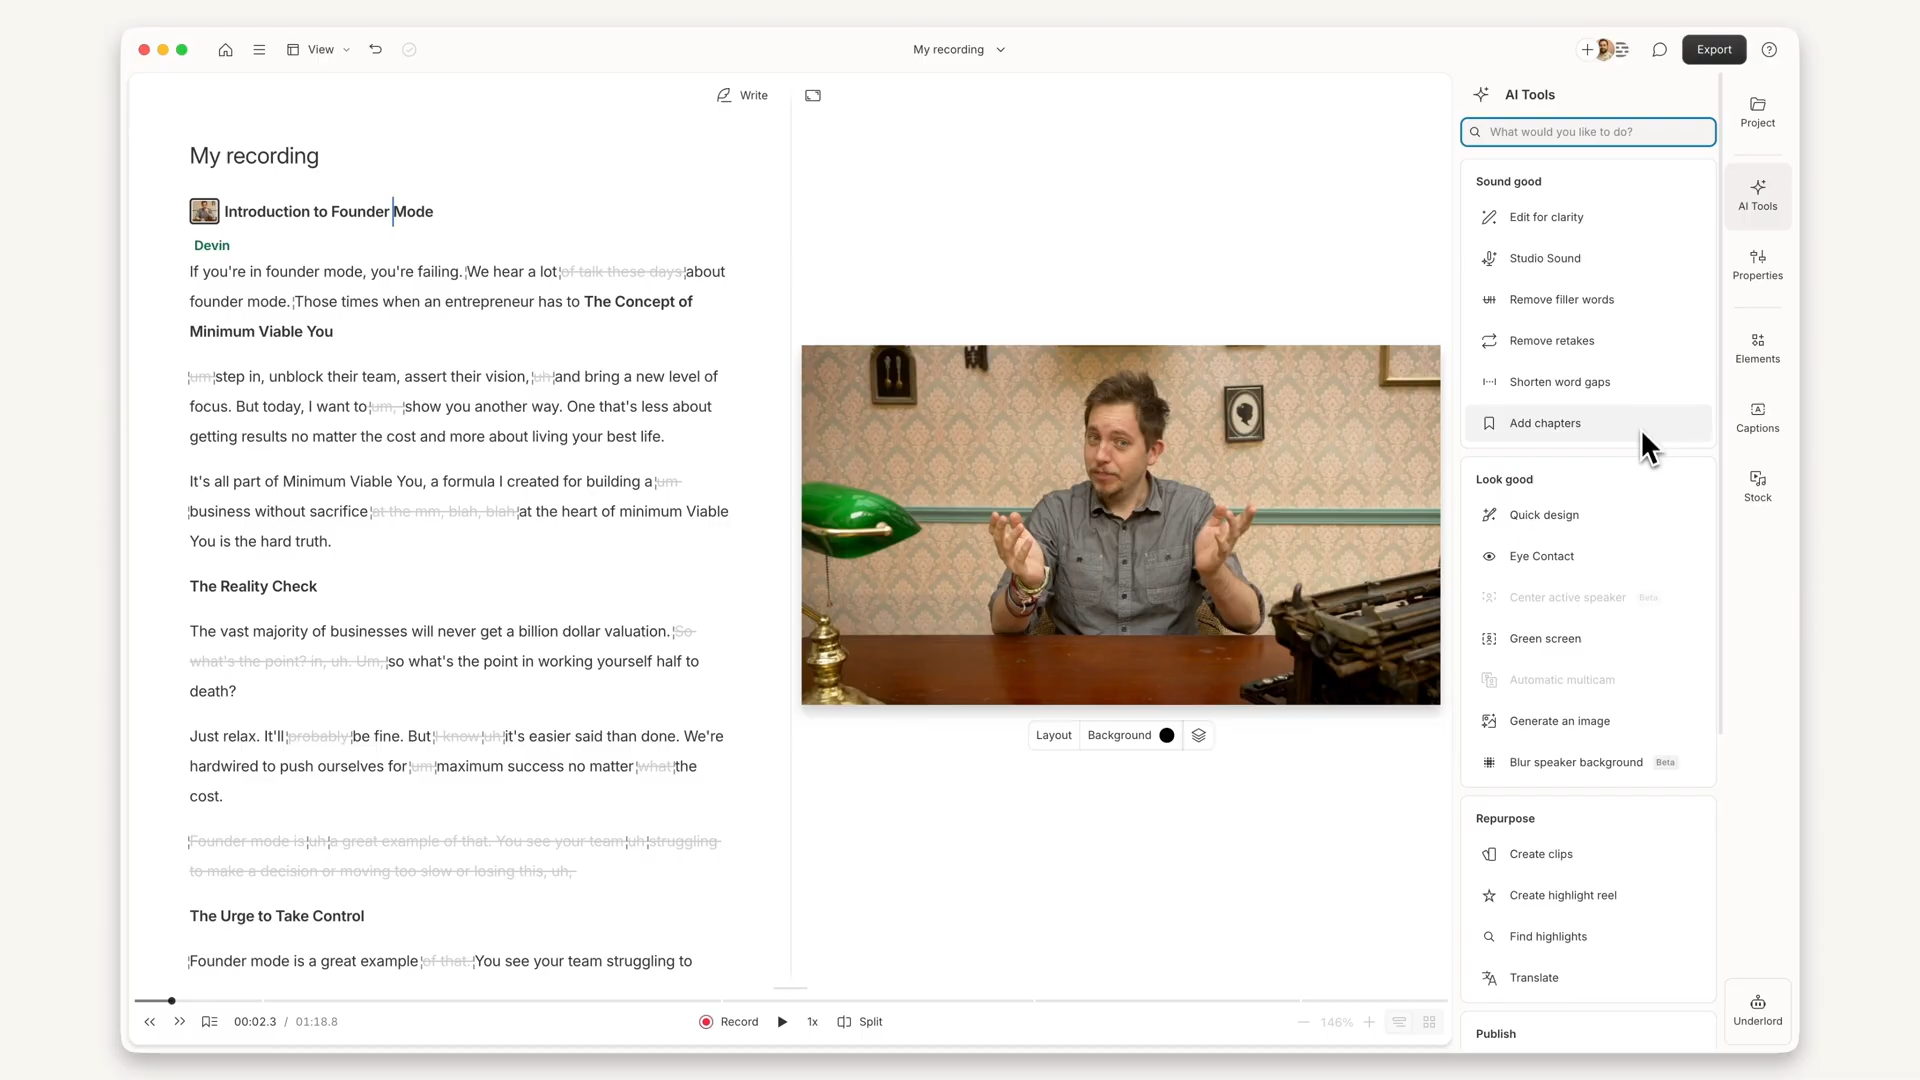 View
My recording
Export
Write
My recording
Introduction to Founder Mode
Devin
If you're in founder mode, you're failing. We hear a lot of talk these days about
founder mode. Those times when an entrepreneur has to The Concept of
Minimum Viable You
um step in, unblock their team, assert their vision, uh and bring a new level of
focus. But today, I want to um, show you another way. One that's less about
getting results no matter the cost and more about living your best life.
It's all part of Minimum Viable You, a formula I created for building a um
business without sacrifice at the mm, blah, blah at the heart of minimum Viable
You is the hard truth.
The Reality Check
The vast majority of businesses will never get a billion dollar valuation. So
what's the point? in, uh. Um, so what's the point in working yourself half to
death?
Just relax. It'll probably be fine. But I know uh it's easier said than done. We're
hardwired to push ourselves for um maximum success no matter what the
cost.
Founder mode is uh a great example of that. You see your team uh struggling
to make a decision or moving too slow or losing this, uh,
The Urge to Take Control
Founder mode is a great example of that. You see your team struggling to
Layout
Background
00:02.3 / 01:18.8
Record
1x
Split
146%
AI Tools
What would you like to do?
Sound good
Edit for clarity
Studio Sound
UH Remove filler words
Remove retakes
Shorten word gaps
Add chapters
Look good
Quick design
Eye Contact
Center active speaker Beta
Green screen
Automatic multicam
Generate an image
Blur speaker background Beta
Repurpose
Create clips
Create highlight reel
Find highlights
Translate
Publish
Project
AI Tools
Properties
Elements
Captions
Stock
Underlord